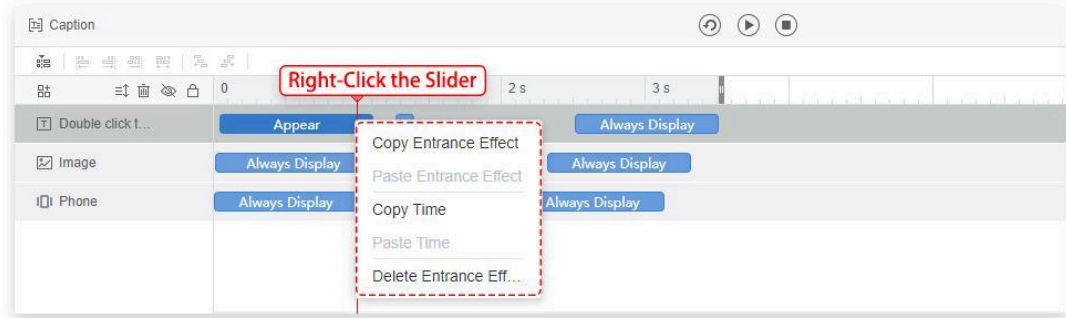 Caption
Right-Click the Slider
0
2 s
3 s
Double click t...
Appear
Always Display
Copy Entrance Effect
Image
Always Display
Always Display
Paste Entrance Effect
Phone
Always Display
Always Display
Copy Time
Paste Time
Delete Entrance Eff...